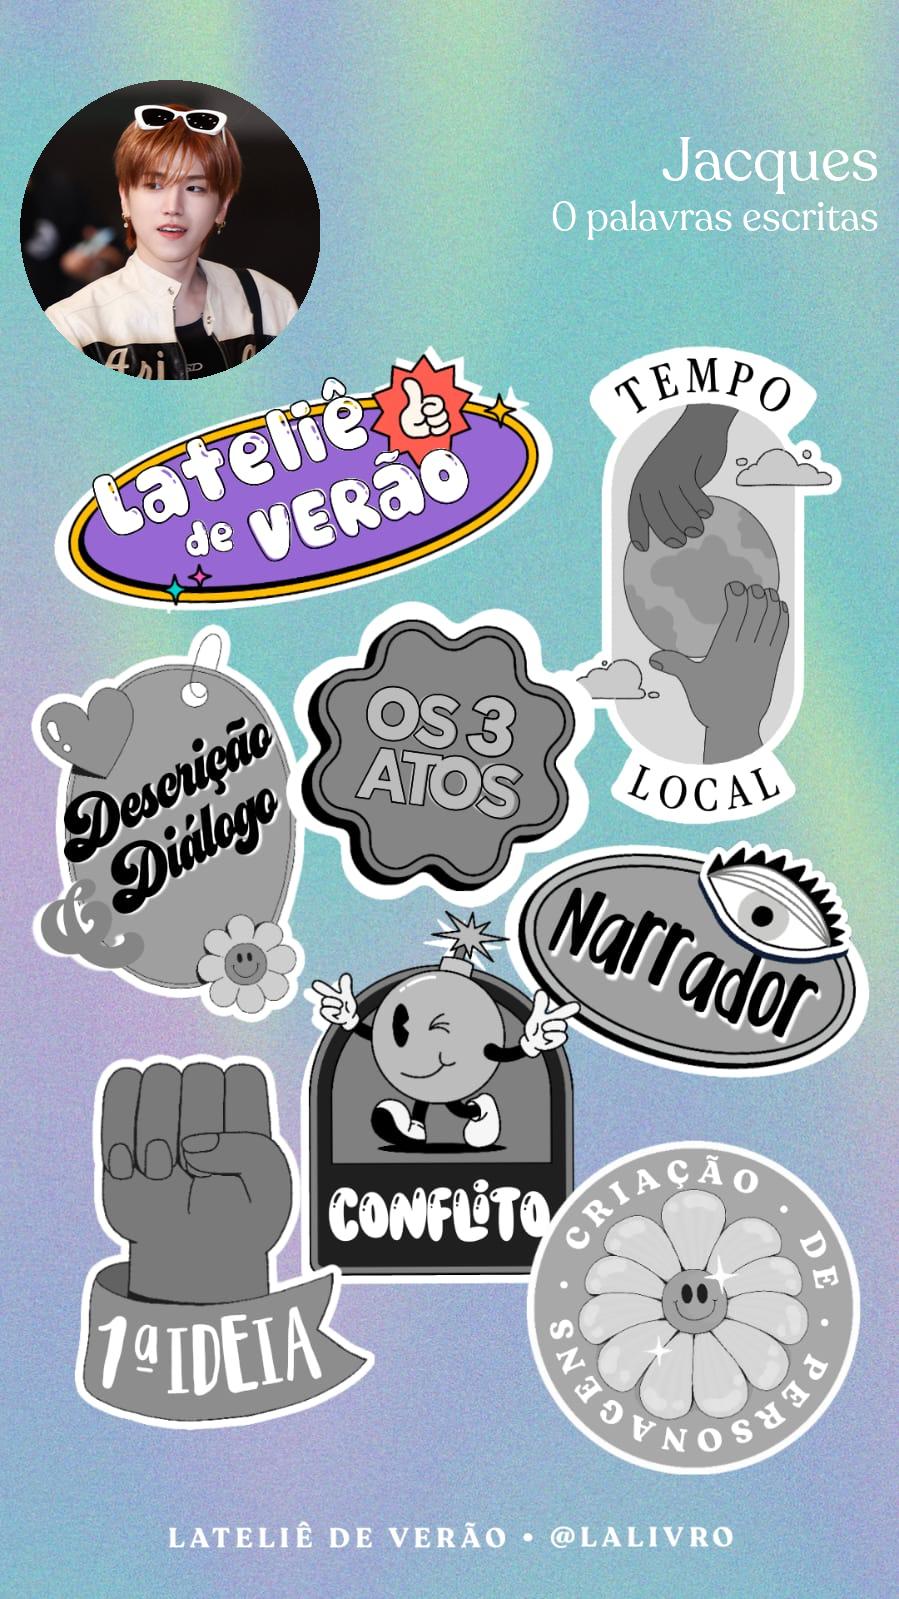 Jacques
0 palavras escritas
Lateliê
de VERÃO
TEMPO
LOCAL
OS 3
ATOS
Descrição
Diálogo
&
Narrador
CONFLITO
1ª IDEIA
CRIAÇÃO · DE · PERSONAGENS ·
LATELIÊ DE VERÃO • @LALIVRO